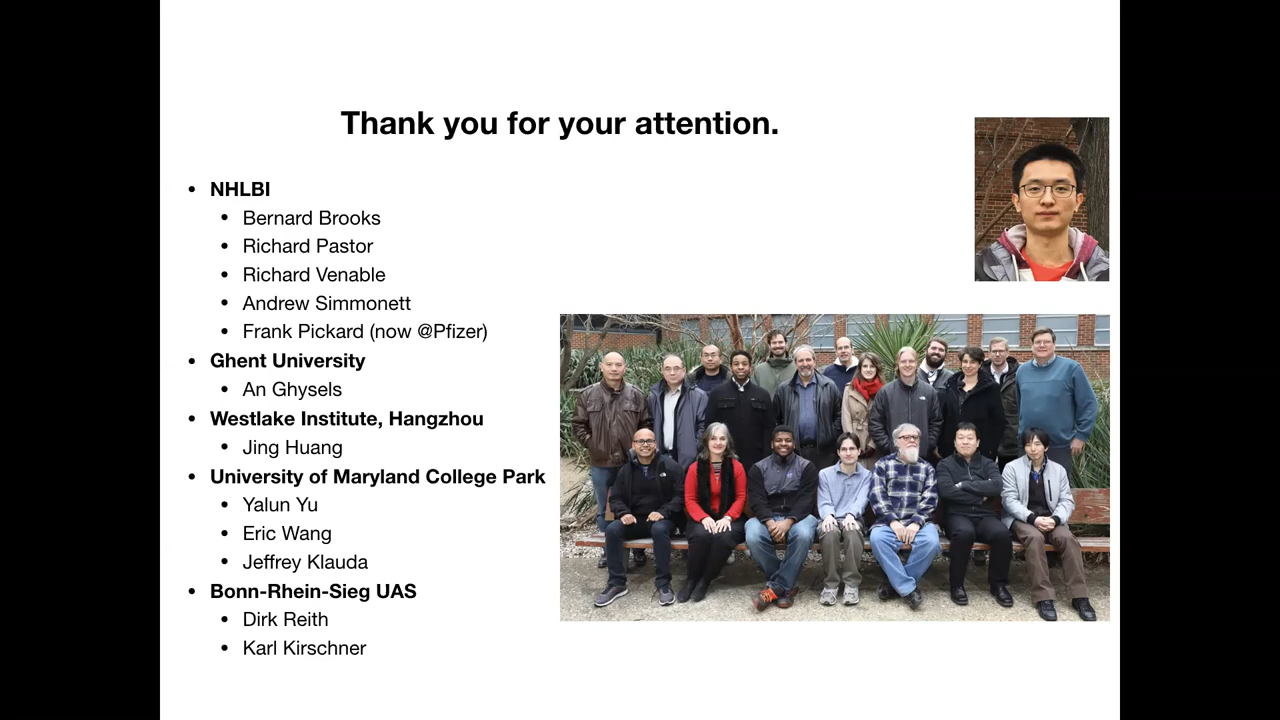 Thank you for your attention.
• NHLBI
• Bernard Brooks
• Richard Pastor
• Richard Venable
• Andrew Simmonett
• Frank Pickard (now @Pfizer)
• Ghent University
• An Ghysels
• Westlake Institute, Hangzhou
• Jing Huang
• University of Maryland College Park
• Yalun Yu
• Eric Wang
• Jeffrey Klauda
• Bonn-Rhein-Sieg UAS
• Dirk Reith
• Karl Kirschner